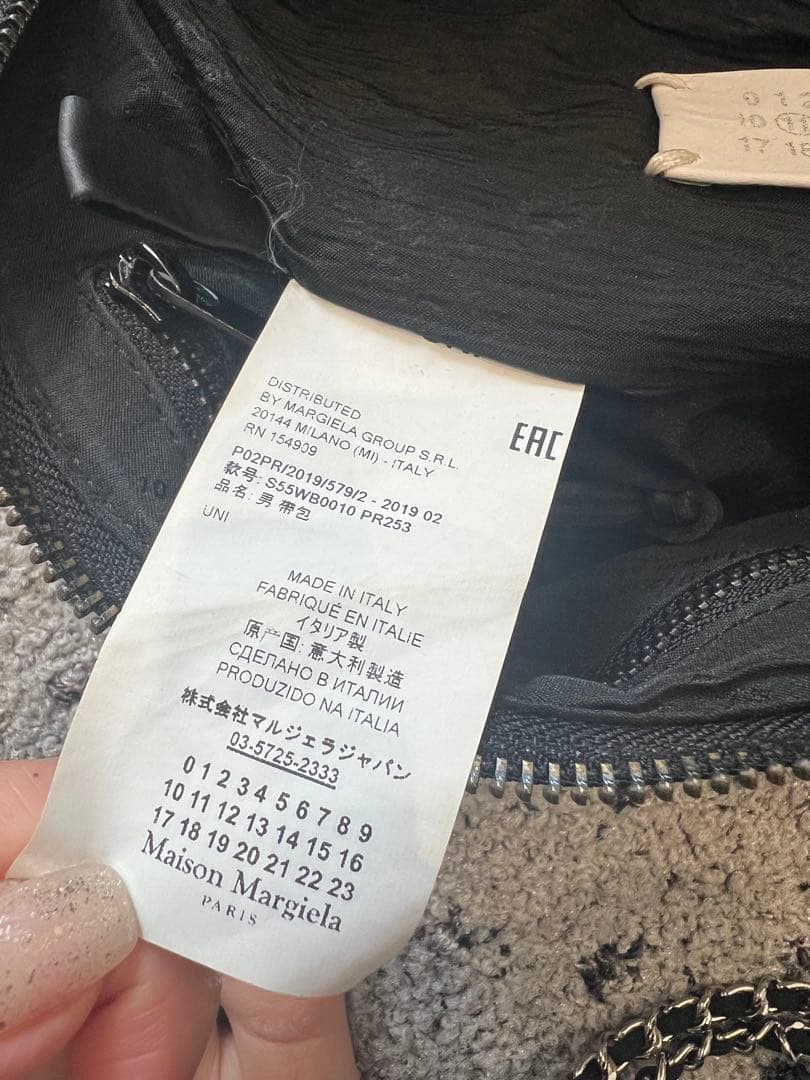 DISTRIBUTED
BY MARGIELA GROUP S.R.L.
20144 MILANO (MI) - ITALY
RN 154909
EAC
P02PR/2019/579/2 - 2019 02
款号: S55WB0010 PR253
品名: 男 帶包
UNI
MADE IN ITALY
FABRIQUÉ EN ITALIE
イタリア製
原产国: 意大利製造
СДЕЛАНО В ИТАЛИИ
PRODUZIDO NA ITALIA
株式会社マルジェラジャパン
03-5725-2333
0 1 2 3 4 5 6 7 8 9
10 11 12 13 14 15 16
17 18 19 20 21 22 23
Maison Margiela
PARIS